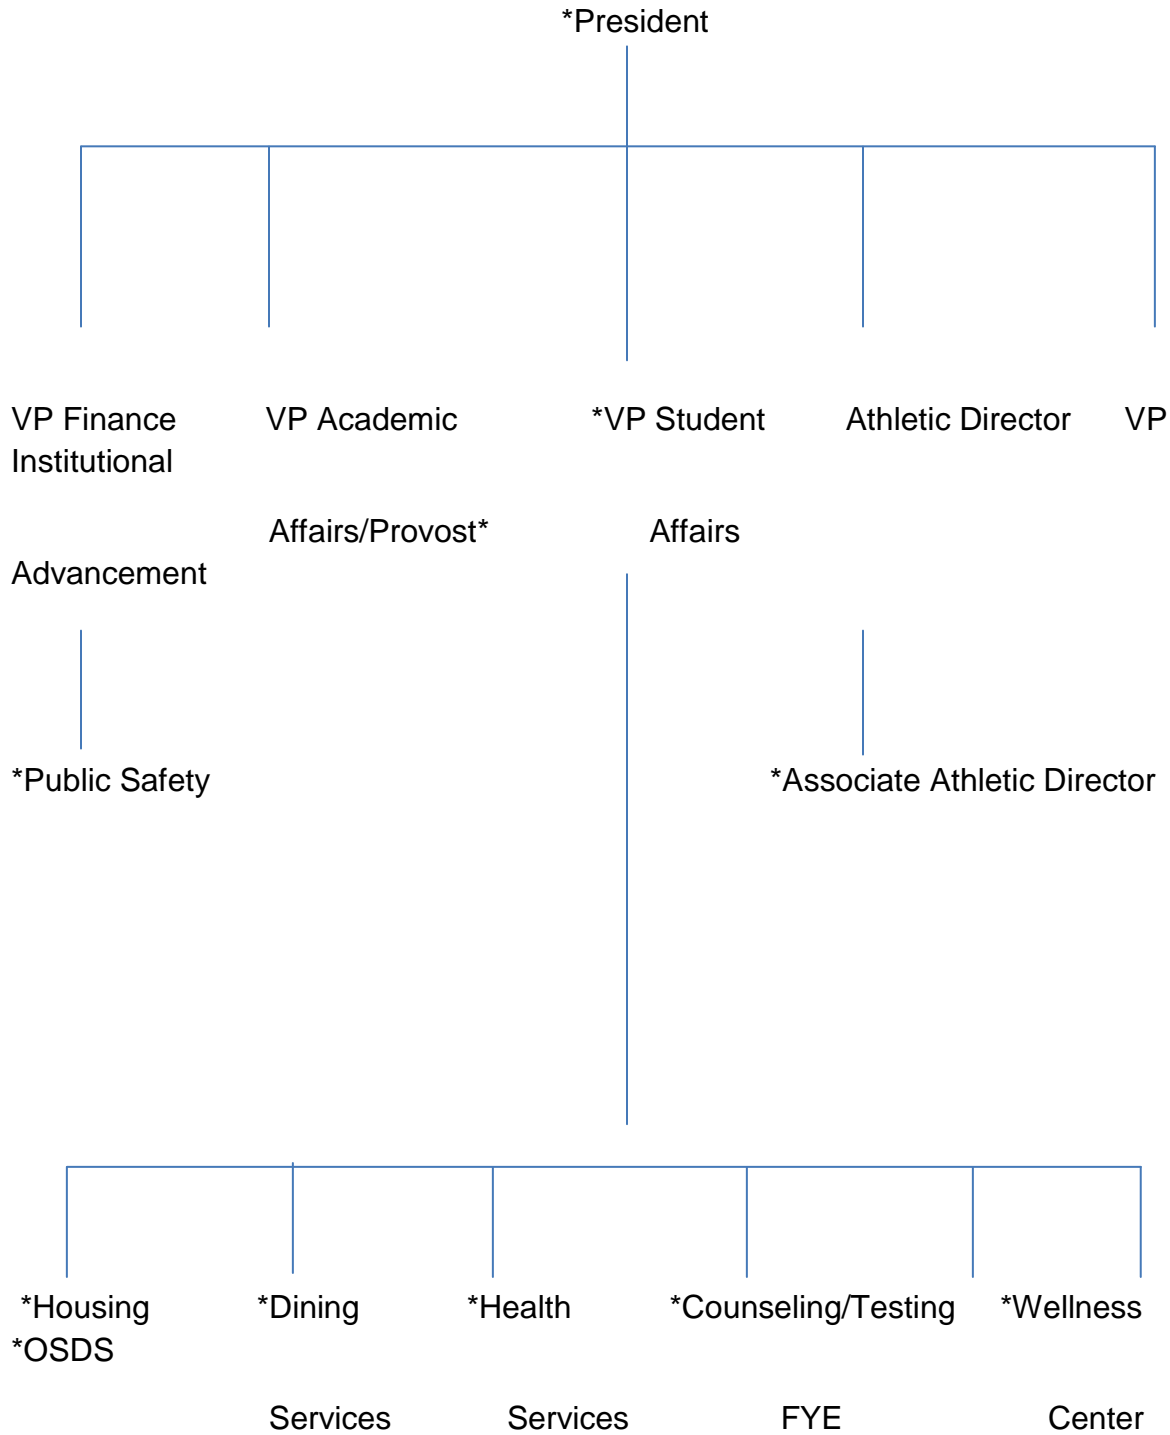 *President
VP Finance VP Academic *VP Student Athletic Director VP
Institutional
Affairs/Provost* Affairs
Advancement
*Public Safety *Associate Athletic Director
*Housing *Dining *Health *Counseling/Testing *Wellness
*OSDS
Services Services FYE Center